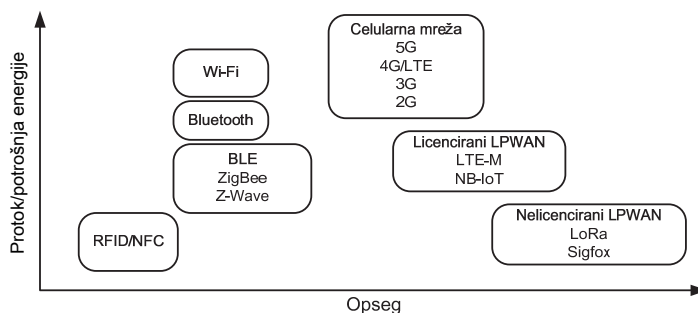 Protok/potrošnja energije
Celularna mreža
5G
4G/LTE
3G
2G
Wi-Fi
Bluetooth
BLE
ZigBee
Z-Wave
Licencirani LPWAN
LTE-M
NB-IoT
RFID/NFC
Nelicencirani LPWAN
LoRa
Sigfox
Opseg